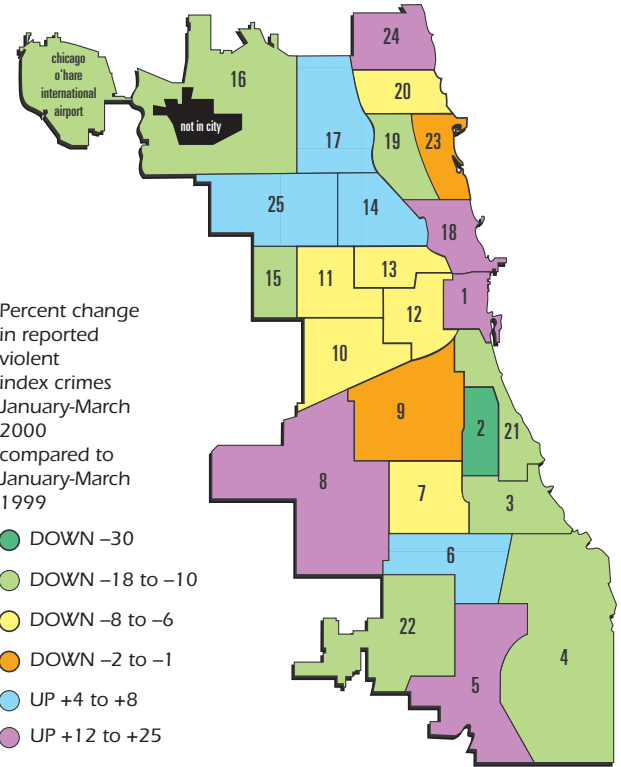 24
chicago
o'hare
international
airport
16
20
not in city
17
19
23
25
14
18
15
11
13
1
12
10
Percent change
in reported
violent
index crimes
January-March
2000
compared to
January-March
1999
9
2
21
8
7
3
6
22
4
5
DOWN –30
DOWN –18 to –10
DOWN –8 to –6
DOWN –2 to –1
UP +4 to +8
UP +12 to +25